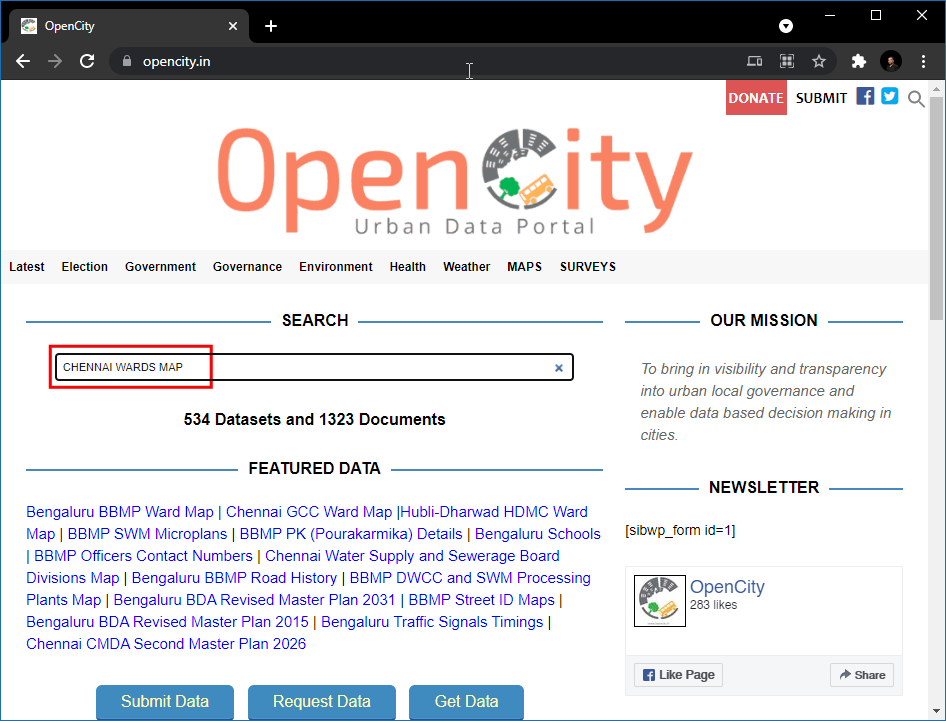 OpenCity
opencity.in
DONATE SUBMIT
OpenCity
Urban Data Portal
Latest Election Government Governance Environment Health Weather MAPS SURVEYS
SEARCH
CHENNAI WARDS MAP
534 Datasets and 1323 Documents
FEATURED DATA
Bengaluru BBMP Ward Map | Chennai GCC Ward Map |Hubli-Dharwad HDMC Ward
Map | BBMP SWM Microplans | BBMP PK (Pourakarmika) Details | Bengaluru Schools
| BBMP Officers Contact Numbers | Chennai Water Supply and Sewerage Board
Divisions Map | Bengaluru BBMP Road History | BBMP DWCC and SWM Processing
Plants Map | Bengaluru BDA Revised Master Plan 2031 | BBMP Street ID Maps |
Bengaluru BDA Revised Master Plan 2015 | Bengaluru Traffic Signals Timings |
Chennai CMDA Second Master Plan 2026
Submit Data Request Data Get Data
OUR MISSION
To bring in visibility and transparency
into urban local governance and
enable data based decision making in
cities.
NEWSLETTER
[sibwp_form id=1]
OpenCity
283 likes
Like Page Share